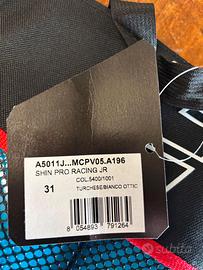 A5011J...MCPV05.A196
SHIN PRO RACING JR
COL.5400/1001
31
TURCHESE/BIANCO OTTIC
8 054893 791264
subito